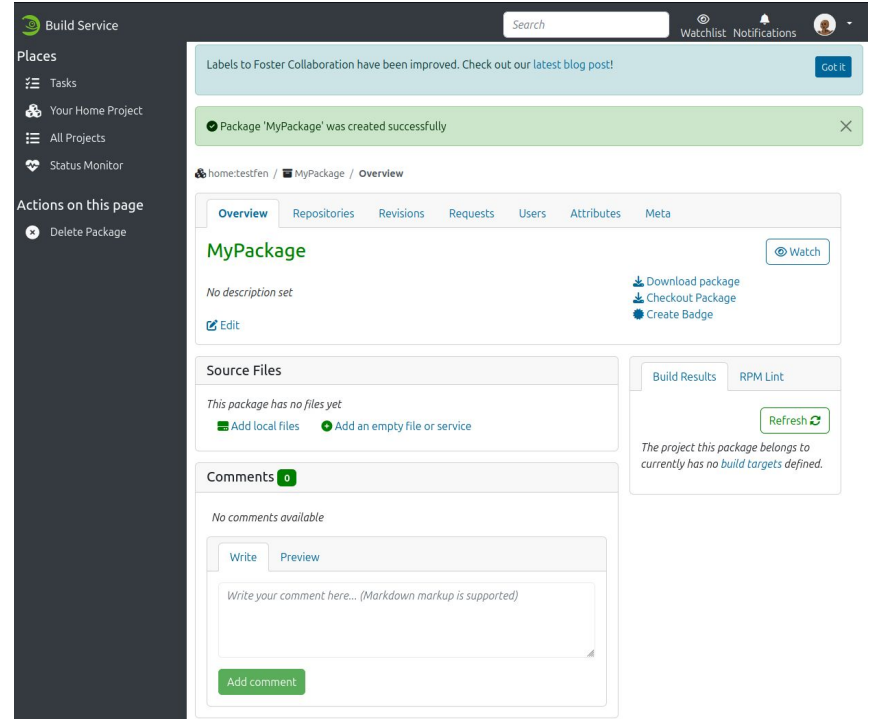 Build Service
Search
Watchlist
Notifications
Places
Tasks
Your Home Project
All Projects
Status Monitor
Actions on this page
Delete Package
Labels to Foster Collaboration have been improved. Check out our latest blog post!
Got it
Package 'MyPackage' was created successfully
home:testfen / MyPackage / Overview
Overview
Repositories
Revisions
Requests
Users
Attributes
Meta
MyPackage
Watch
No description set
Edit
Download package
Checkout Package
Create Badge
Source Files
This package has no files yet
Add local files
Add an empty file or service
Build Results
RPM Lint
Refresh
The project this package belongs to
currently has no build targets defined.
Comments 0
No comments available
Write
Preview
Write your comment here... (Markdown markup is supported)
Add comment